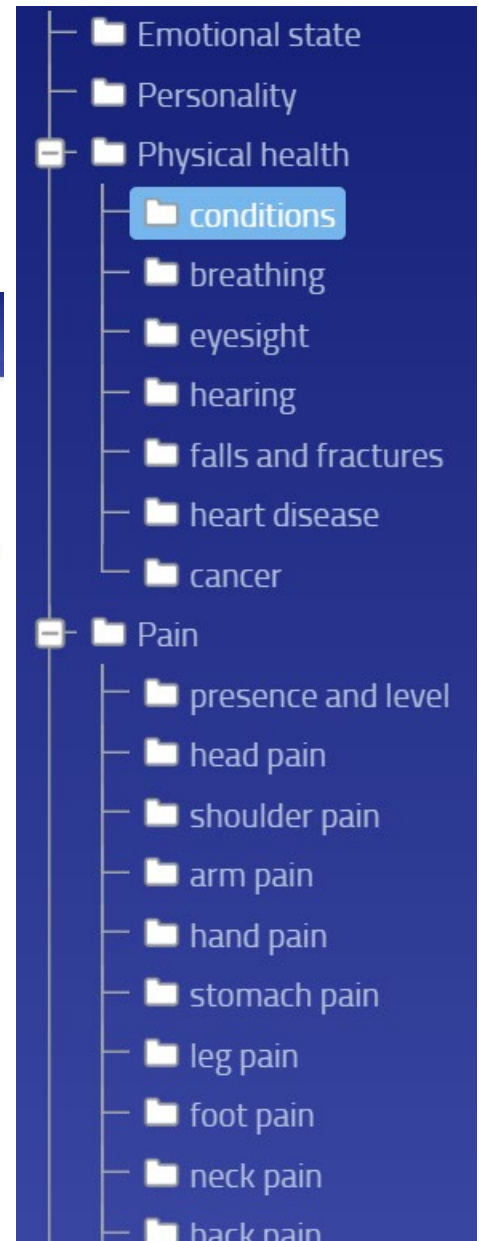 Emotional state
Personality
Physical health
conditions
breathing
eyesight
hearing
falls and fractures
heart disease
cancer
Pain
presence and level
head pain
shoulder pain
arm pain
hand pain
stomach pain
leg pain
foot pain
neck pain
back pain